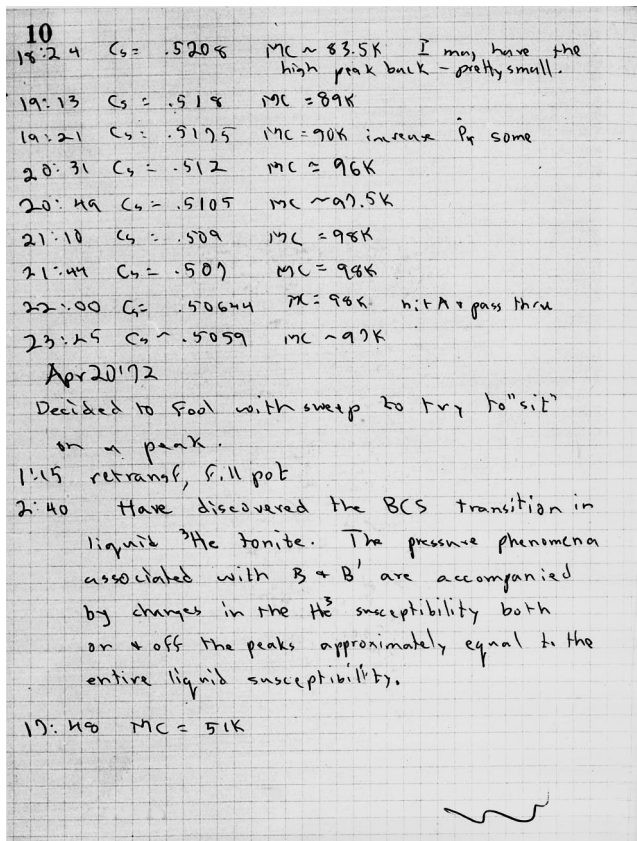 10
18:24 Cs = .5208 MC ~ 83.5K I may have the
high peak back – pretty small.
19:13 Cs = .518 MC = 89K
19:21 Cs = .5175 MC = 90K increase some
20:31 Cs = .512 MC ≈ 96K
20:49 Cs = .5105 MC ~97.5K
21:10 Cs = .509 MC = 98K
21:44 Cs = .507 MC = 98K
22:00 Cs = .50644 MC = 98K hit A & pass thru
23:25 Cs ~ .5059 MC ~97K
Apr 20'72
Decided to fool with sweep to try to "sit"
on a peak.
1:15 retransf, fill pot
2:40 Have discovered the BCS transition in
liquid ³He tonite. The pressure phenomena
associated with B & B' are accompanied
by changes in the He³ susceptibility both
on & off the peaks approximately equal to the
entire liquid susceptibility.
17:48 MC = 51K